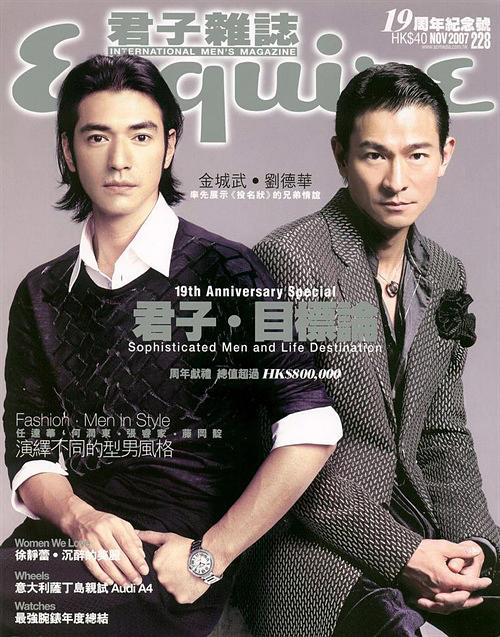 君子雜誌
INTERNATIONAL MEN'S MAGAZINE
Esquire
19周年紀念號
HK$40 NOV 2007 228
金城武・劉德華
率先展示《投名狀》的兄弟情誼
19th Anniversary Special
君子・目標論
Sophisticated Men and Life Destination
周年獻禮 總值超過 HK$800,000
Fashion・Men in Style
任達華・何潤東・張睿家・藤岡靛
演繹不同的型男風格
Women We Love
徐靜蕾・沉醉的美麗
Wheels
意大利薩丁島親試 Audi A4
Watches
最強腕錶年度總結